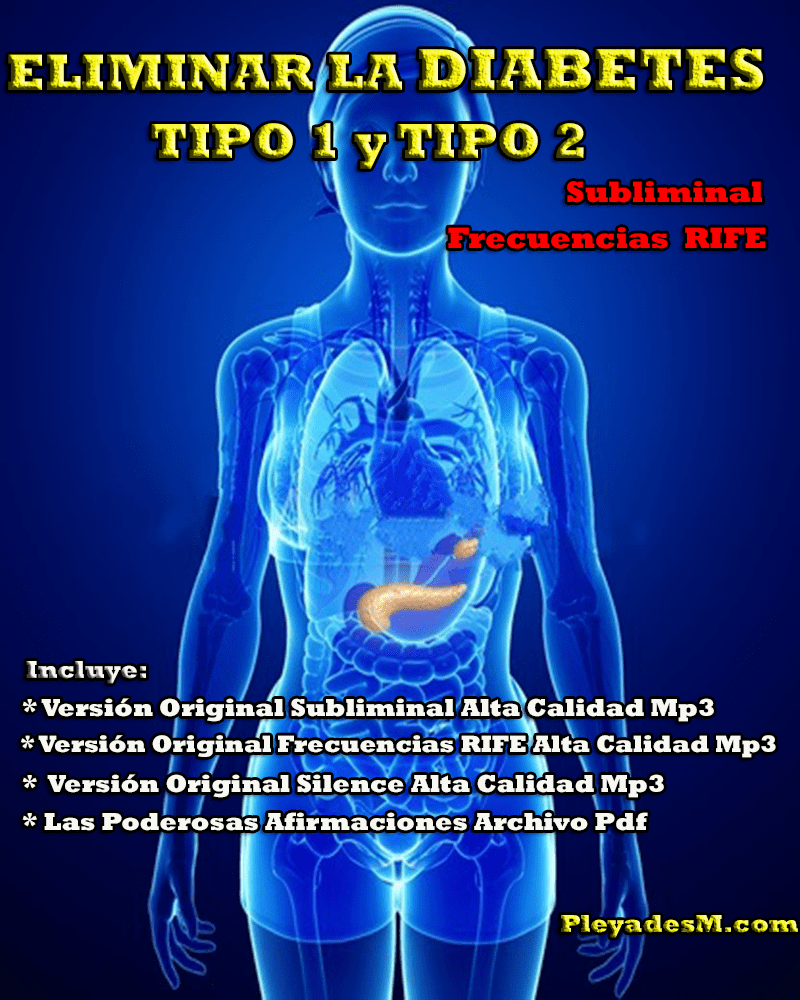 ELIMINAR LA DIABETES
TIPO 1 y TIPO 2
Subliminal
Frecuencias RIFE
Incluye:
* Versión Original Subliminal Alta Calidad Mp3
* Versión Original Frecuencias RIFE Alta Calidad Mp3
* Versión Original Silence Alta Calidad Mp3
* Las Poderosas Afirmaciones Archivo Pdf
PleyadesM.com